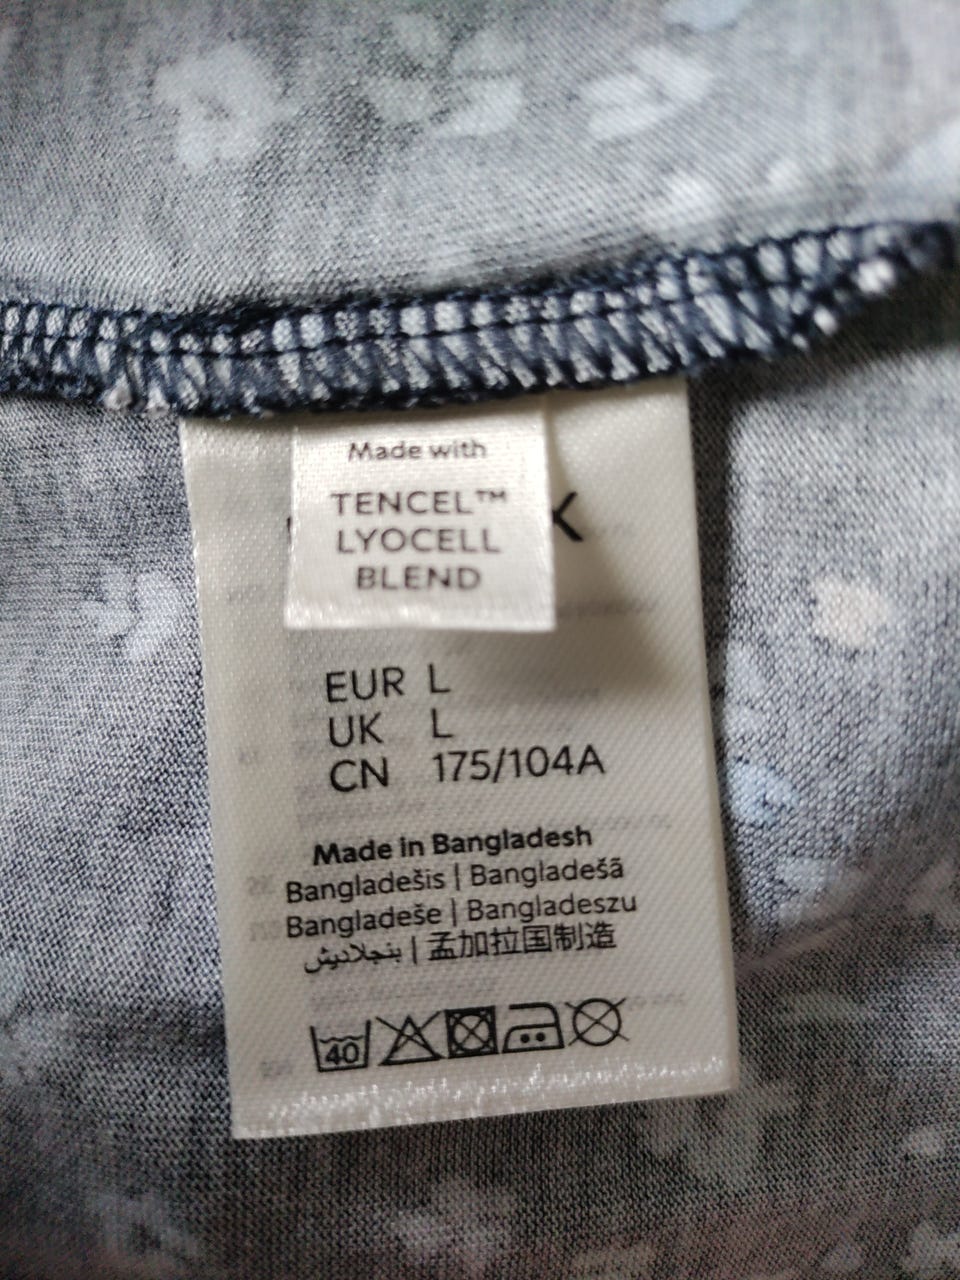 Made with
TENCEL™
LYOCELL
BLEND
K
EUR L
UK L
CN 175/104A
Made in Bangladesh
Bangladešis | Bangladešā
Bangladeše | Bangladeszu
بنجلاديش | 孟加拉国制造
40